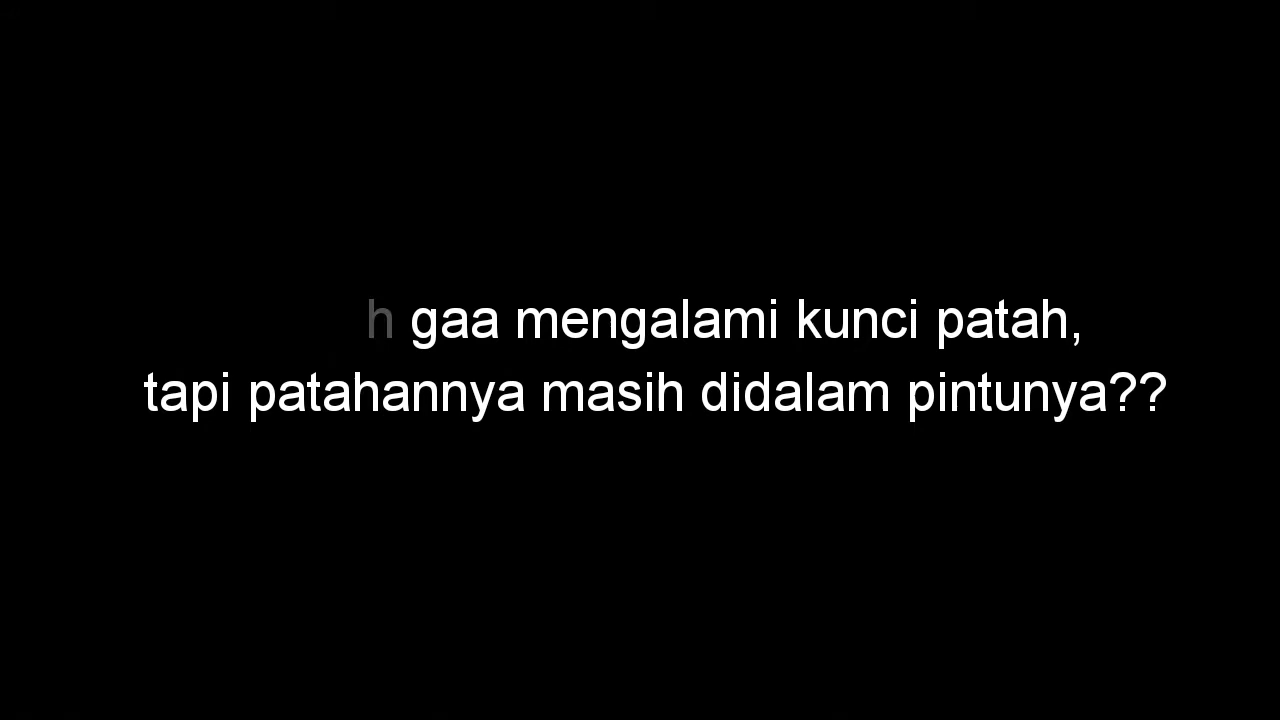 h gaa mengalami kunci patah,
tapi patahannya masih didalam pintunya??